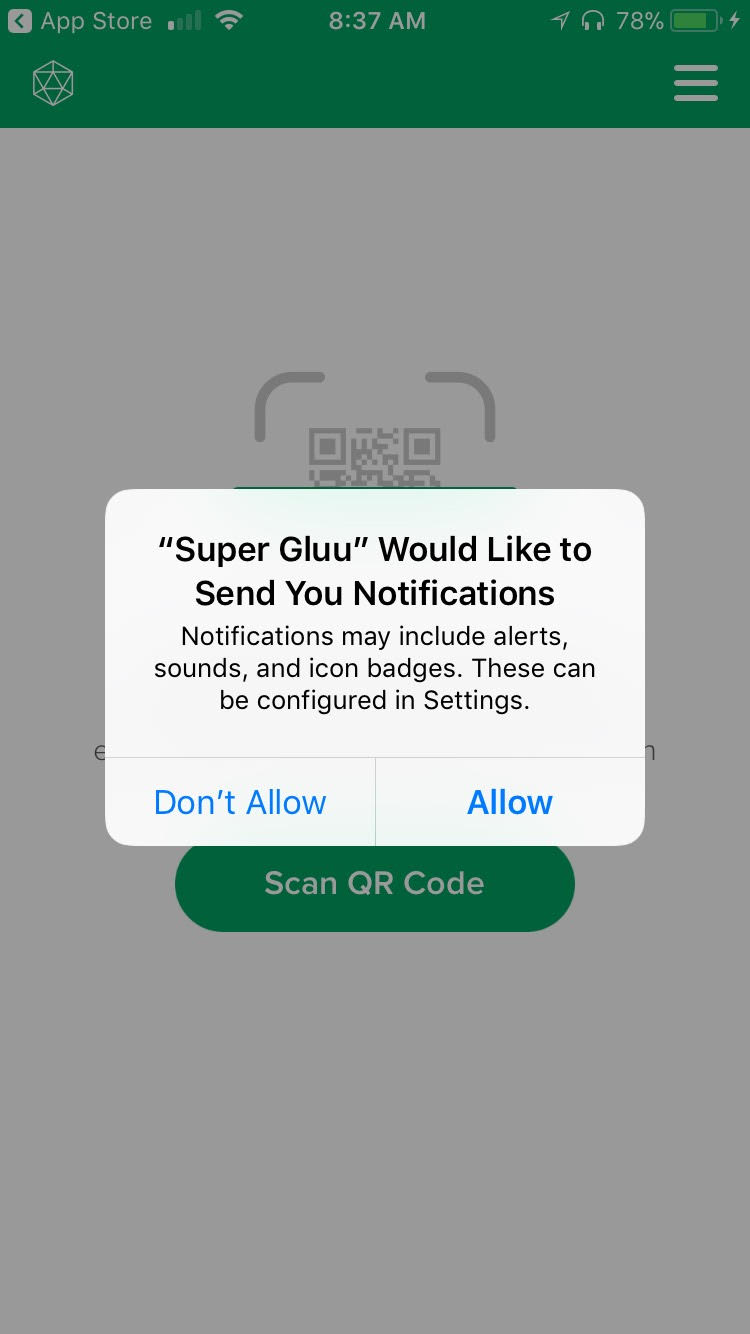 App Store 8:37 AM 78%
“Super Gluu” Would Like to
Send You Notifications
Notifications may include alerts,
sounds, and icon badges. These can
be configured in Settings.
Don’t Allow Allow
Scan QR Code